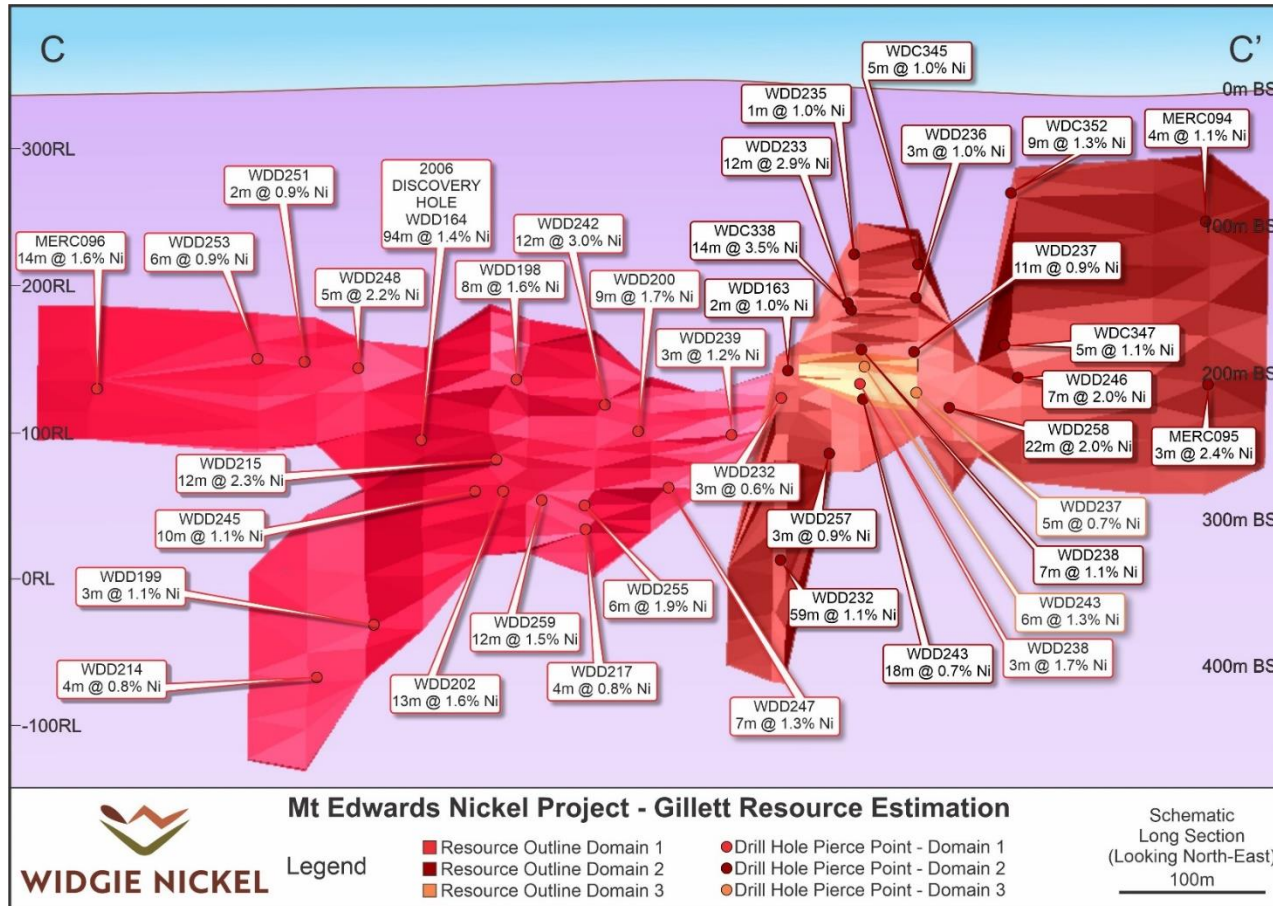 C
C'
WDC345
5m @ 1.0% Ni
WDD235
1m @ 1.0% Ni
0m BS
WDD236
3m @ 1.0% Ni
WDC352
9m @ 1.3% Ni
MERC094
4m @ 1.1% Ni
WDD233
12m @ 2.9% Ni
300RL
2006
DISCOVERY
HOLE
WDD164
94m @ 1.4% Ni
WDD251
2m @ 0.9% Ni
WDD242
12m @ 3.0% Ni
100m BS
MERC096
14m @ 1.6% Ni
WDD253
6m @ 0.9% Ni
WDC338
14m @ 3.5% Ni
WDD237
11m @ 0.9% Ni
WDD248
5m @ 2.2% Ni
WDD198
8m @ 1.6% Ni
WDD200
9m @ 1.7% Ni
WDD163
2m @ 1.0% Ni
200RL
WDD239
3m @ 1.2% Ni
WDC347
5m @ 1.1% Ni
200m BS
WDD246
7m @ 2.0% Ni
100RL
WDD258
22m @ 2.0% Ni
MERC095
3m @ 2.4% Ni
WDD215
12m @ 2.3% Ni
WDD232
3m @ 0.6% Ni
WDD245
10m @ 1.1% Ni
WDD257
3m @ 0.9% Ni
WDD237
5m @ 0.7% Ni
300m BS
WDD238
7m @ 1.1% Ni
0RL
WDD199
3m @ 1.1% Ni
WDD255
6m @ 1.9% Ni
WDD232
59m @ 1.1% Ni
WDD243
6m @ 1.3% Ni
WDD259
12m @ 1.5% Ni
WDD243
18m @ 0.7% Ni
WDD238
3m @ 1.7% Ni
WDD214
4m @ 0.8% Ni
WDD202
13m @ 1.6% Ni
WDD217
4m @ 0.8% Ni
400m BS
WDD247
7m @ 1.3% Ni
-100RL
Mt Edwards Nickel Project - Gillett Resource Estimation
WIDGIE NICKEL
Legend
Resource Outline Domain 1
Resource Outline Domain 2
Resource Outline Domain 3
Drill Hole Pierce Point - Domain 1
Drill Hole Pierce Point - Domain 2
Drill Hole Pierce Point - Domain 3
Schematic
Long Section
(Looking North-East)
100m